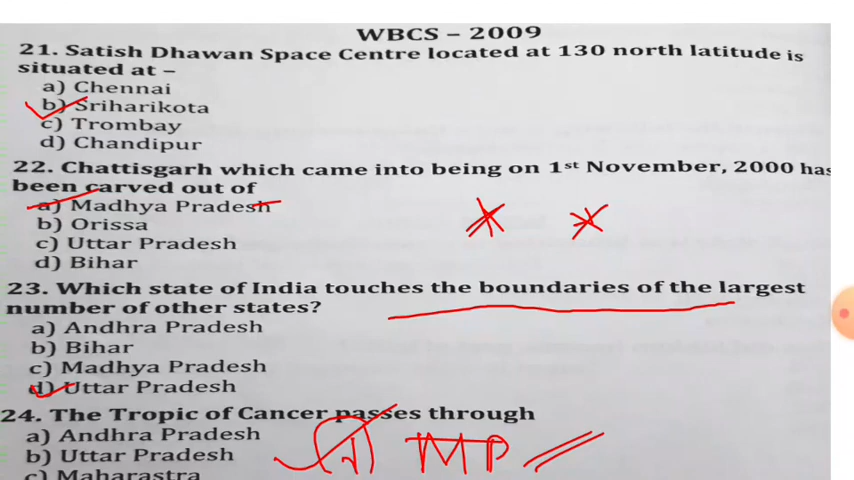 WBCS – 2009
21. Satish Dhawan Space Centre located at 130 north latitude is
situated at –
a) Chennai
b) Sriharikota
c) Trombay
d) Chandipur
22. Chattisgarh which came into being on 1st November, 2000 has
been carved out of
a) Madhya Pradesh
b) Orissa
c) Uttar Pradesh
d) Bihar
23. Which state of India touches the boundaries of the largest
number of other states?
a) Andhra Pradesh
b) Bihar
c) Madhya Pradesh
d) Uttar Pradesh
24. The Tropic of Cancer passes through
a) Andhra Pradesh
b) Uttar Pradesh
MP
c) Maharastra